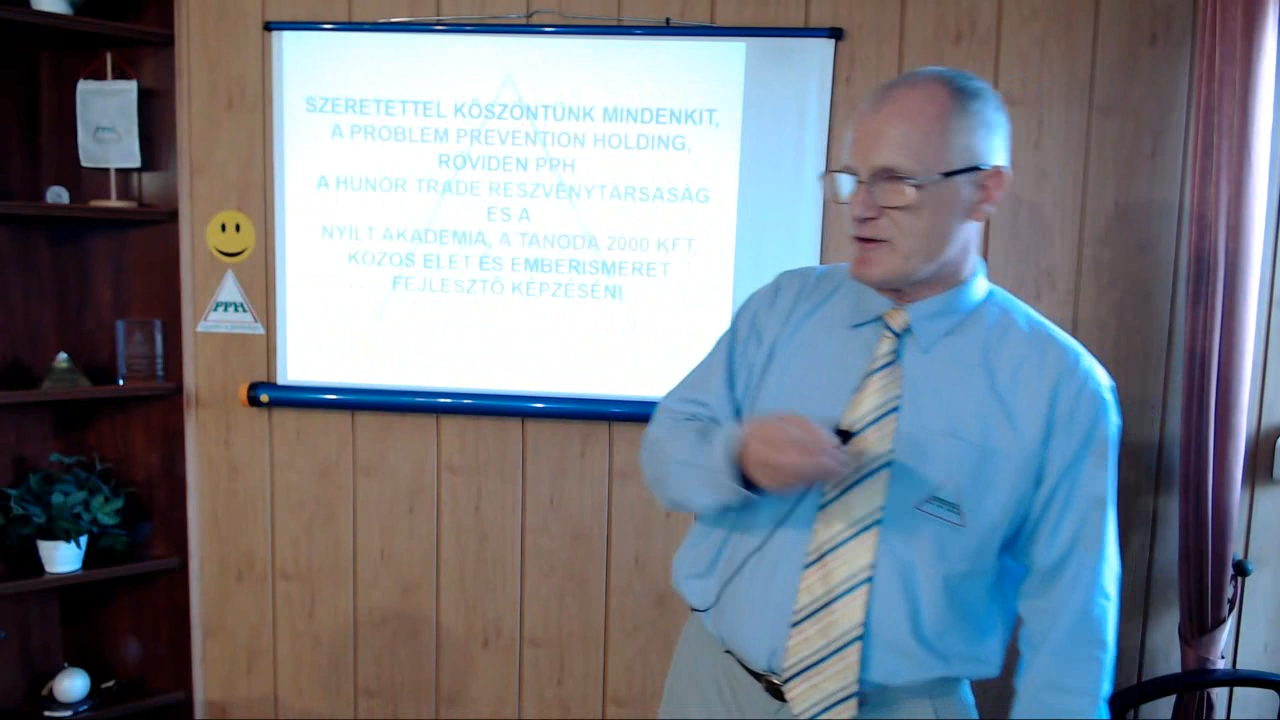 SZERETETTEL KÖSZÖNTÜNK MINDENKIT,
A PROBLEM PREVENTION HOLDING,
RÖVIDEN PPH
A HUNOR TRADE RÉSZVÉNYTÁRSASÁG
ÉS A
NYÍLT AKADÉMIA, A TANODA 2000 KFT,
KÖZÖS ÉLET ÉS EMBERISMERET
FEJLESZTŐ KÉPZÉSÉN!
PPH